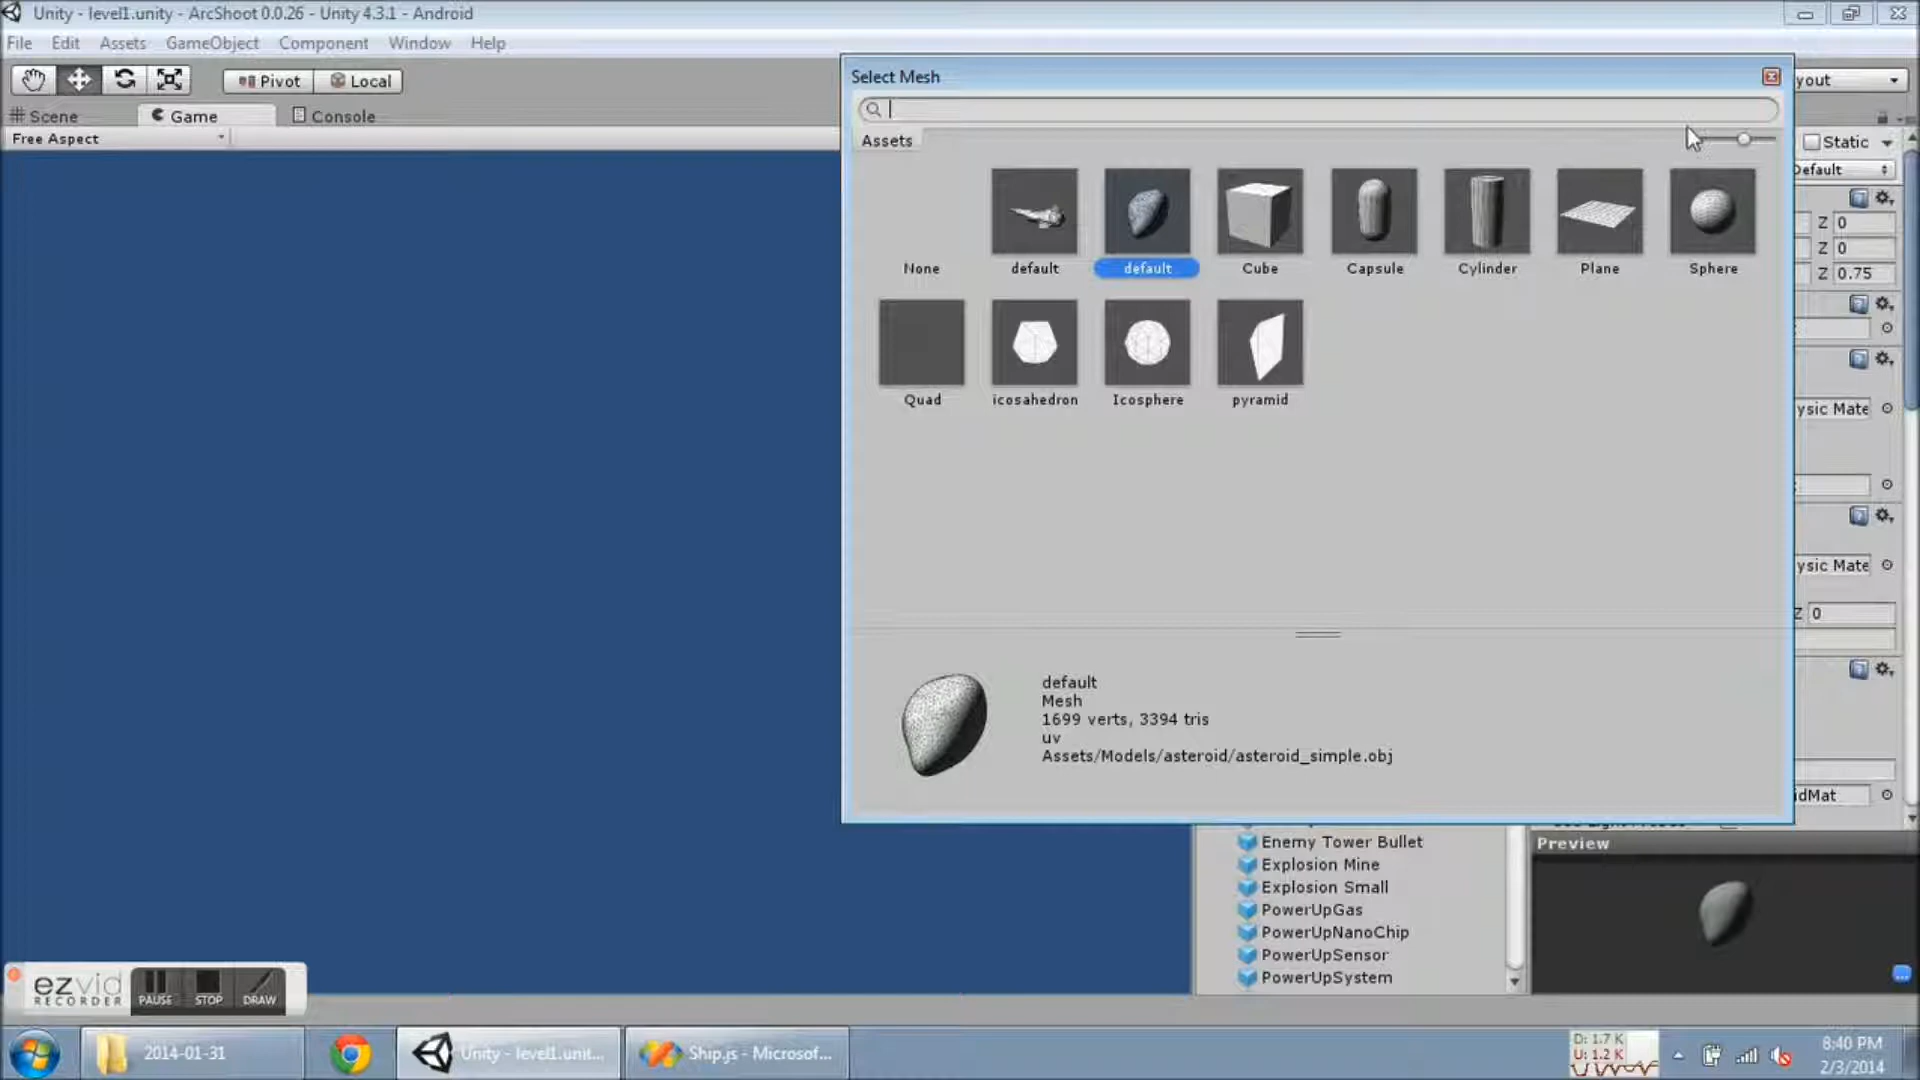 Unity - level1.unity - ArcShoot 0.0.26 - Unity 4.3.1 - Android
File Edit Assets GameObject Component Window Help
Pivot Local
Scene Game Console
Free Aspect
Select Mesh
Assets
None default default Cube Capsule Cylinder Plane Sphere
Quad icosahedron Icosphere pyramid
default
Mesh
1699 verts, 3394 tris
uv
Assets/Models/asteroid/asteroid_simple.obj
yout
Static
Default
Z 0
Z 0
Z 0.75
ysic Mate
ysic Mate
Z 0
idMat
Enemy Tower Bullet
Explosion Mine
Explosion Small
PowerUpGas
PowerUpNanoChip
PowerUpSensor
PowerUpSystem
Preview
ezvid
RECORDER
PAUSE STOP DRAW
2014-01-31
Unity - level1.unit...
Ship.js - Microsof...
D: 1.7 K
U: 1.2 K
8:40 PM
2/3/2014